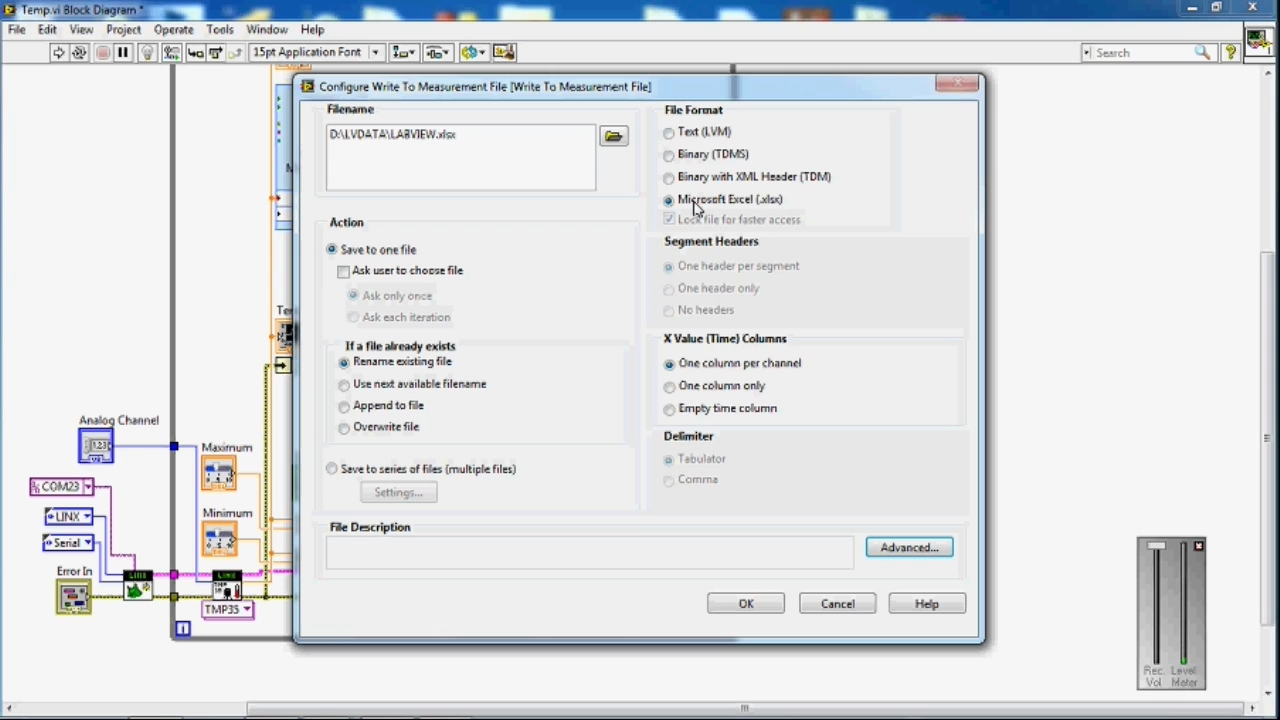 Temp.vi Block Diagram *
File Edit View Project Operate Tools Window Help
15pt Application Font
Search
Configure Write To Measurement File [Write To Measurement File]
Filename
D:\LVDATA\LABVIEW.xlsx
Action
Save to one file
Ask user to choose file
Ask only once
Ask each iteration
If a file already exists
Rename existing file
Use next available filename
Append to file
Overwrite file
Save to series of files (multiple files)
Settings...
File Format
Text (LVM)
Binary (TDMS)
Binary with XML Header (TDM)
Microsoft Excel (.xlsx)
Lock file for faster access
Segment Headers
One header per segment
One header only
No headers
X Value (Time) Columns
One column per channel
One column only
Empty time column
Delimiter
Tabulator
Comma
File Description
Advanced...
OK Cancel Help
Analog Channel
Maximum
COM23
LINX
Minimum
Serial
Error In
TMP35
i
Rec. Level
Vol Meter